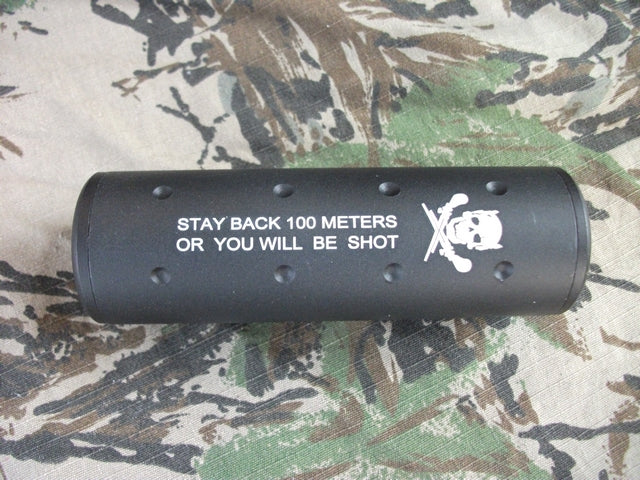 STAY BACK 100 METERS
OR YOU WILL BE SHOT